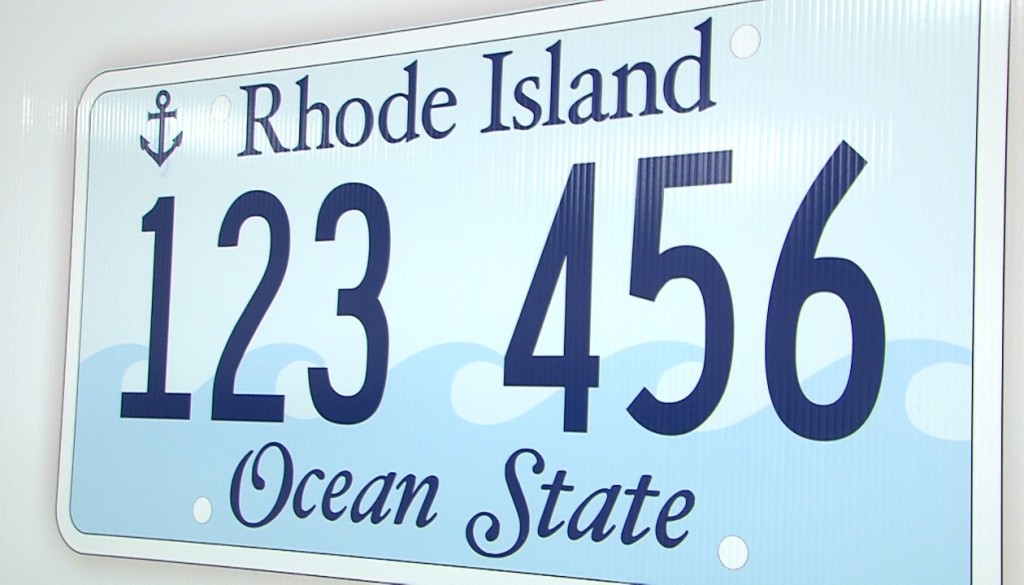 Rhode Island
123 456
Ocean State